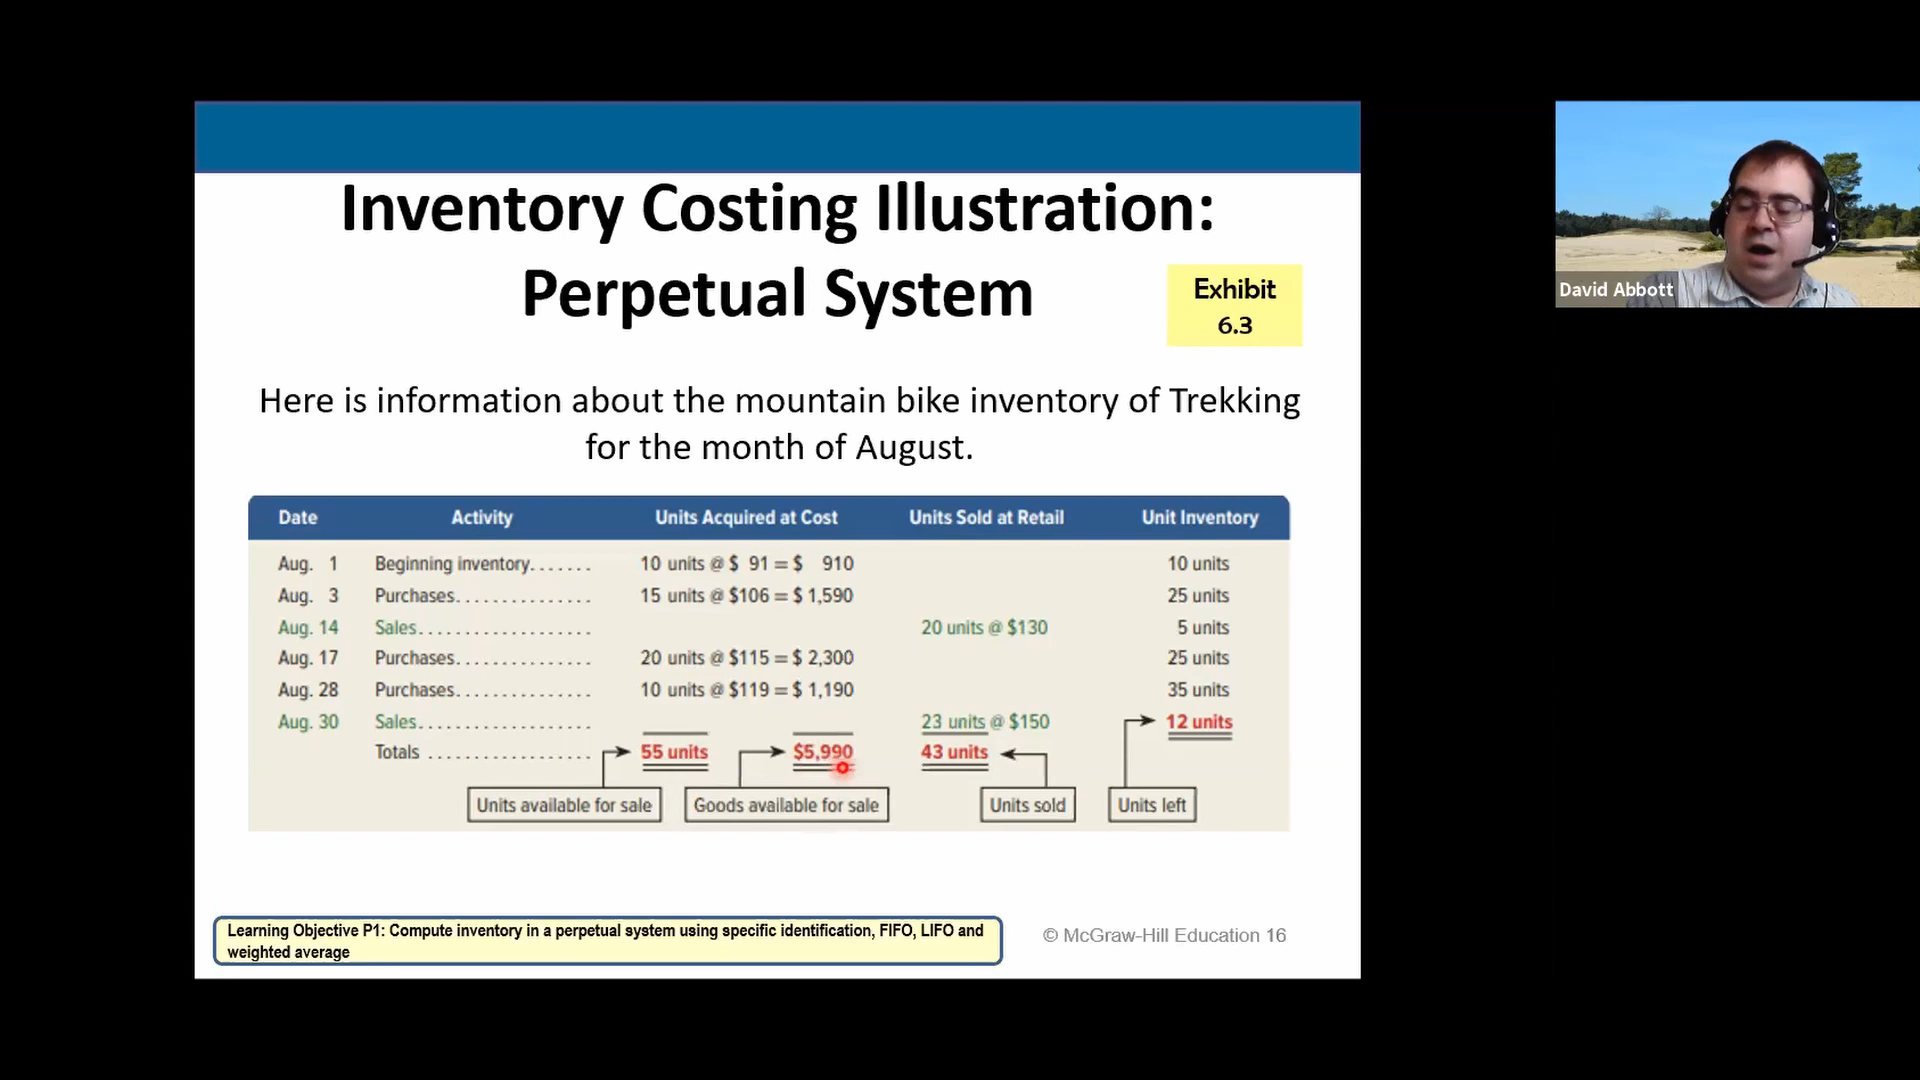 Inventory Costing Illustration:
Perpetual System
Exhibit
6.3
David Abbott
Here is information about the mountain bike inventory of Trekking
for the month of August.
Date Activity Units Acquired at Cost Units Sold at Retail Unit Inventory
Aug. 1 Beginning inventory....... 10 units @ $ 91 = $ 910 10 units
Aug. 3 Purchases............... 15 units @ $106 = $ 1,590 25 units
Aug. 14 Sales................... 20 units @ $130 5 units
Aug. 17 Purchases............... 20 units @ $115 = $ 2,300 25 units
Aug. 28 Purchases............... 10 units @ $119 = $ 1,190 35 units
Aug. 30 Sales................... 23 units @ $150 12 units
Totals .................. 55 units $5,990 43 units
Units available for sale Goods available for sale Units sold Units left
Learning Objective P1: Compute inventory in a perpetual system using specific identification, FIFO, LIFO and
weighted average
© McGraw-Hill Education 16